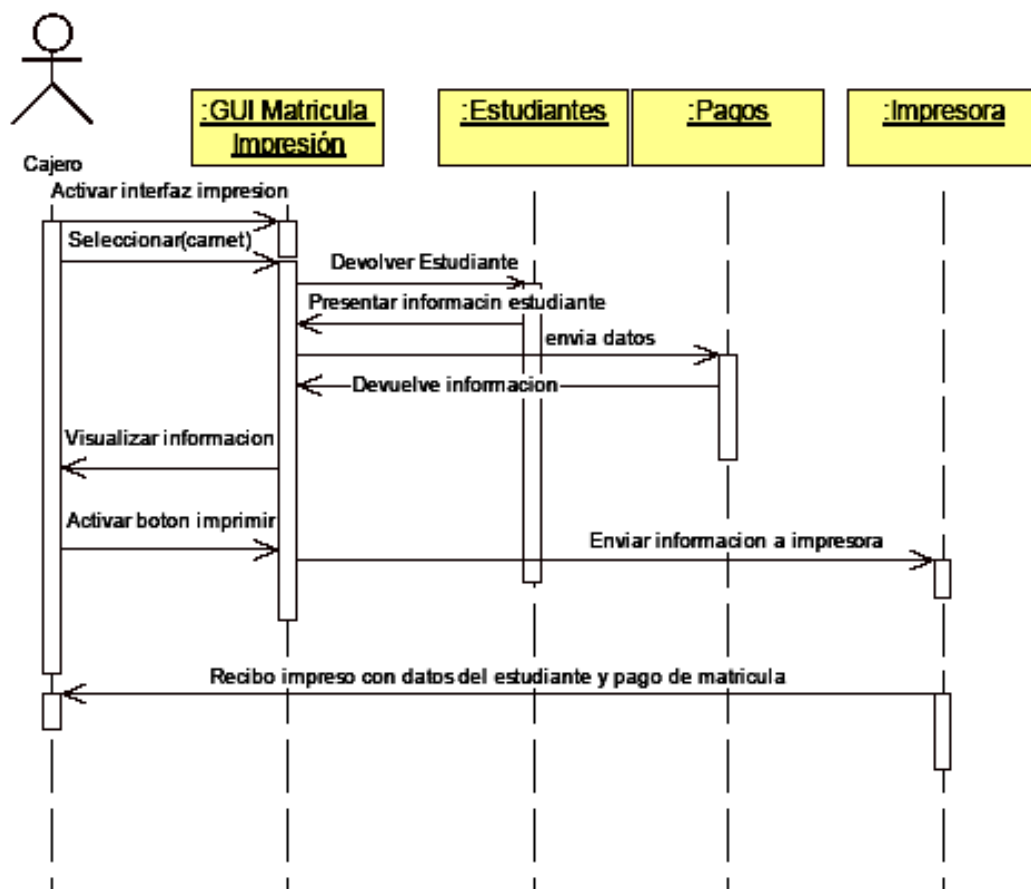 :GUI Matricula
Impresión
:Estudiantes
:Pagos
:Impresora
Cajero
Activar interfaz impresion
Seleccionar(carnet)
Devolver Estudiante
Presentar informacin estudiante
envia datos
Devuelve informacion
Visualizar informacion
Activar boton imprimir
Enviar informacion a impresora
Recibo impreso con datos del estudiante y pago de matricula